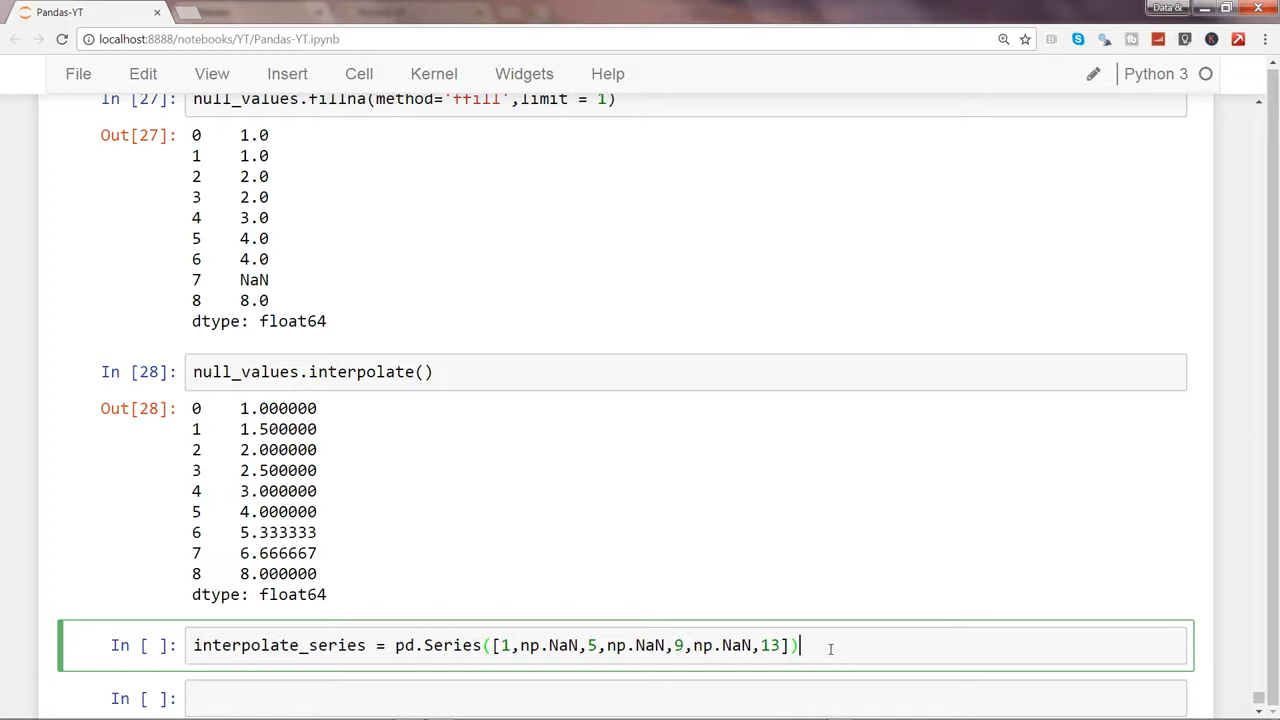 Pandas-YT
Data &
localhost:8888/notebooks/YT/Pandas-YT.ipynb
File Edit View Insert Cell Kernel Widgets Help Python 3
In [27]: null_values.fillna(method='ffill',limit = 1)
Out[27]: 0 1.0
1 1.0
2 2.0
3 2.0
4 3.0
5 4.0
6 4.0
7 NaN
8 8.0
dtype: float64
In [28]: null_values.interpolate()
Out[28]: 0 1.000000
1 1.500000
2 2.000000
3 2.500000
4 3.000000
5 4.000000
6 5.333333
7 6.666667
8 8.000000
dtype: float64
In [ ]: interpolate_series = pd.Series([1,np.NaN,5,np.NaN,9,np.NaN,13])
In [ ]: